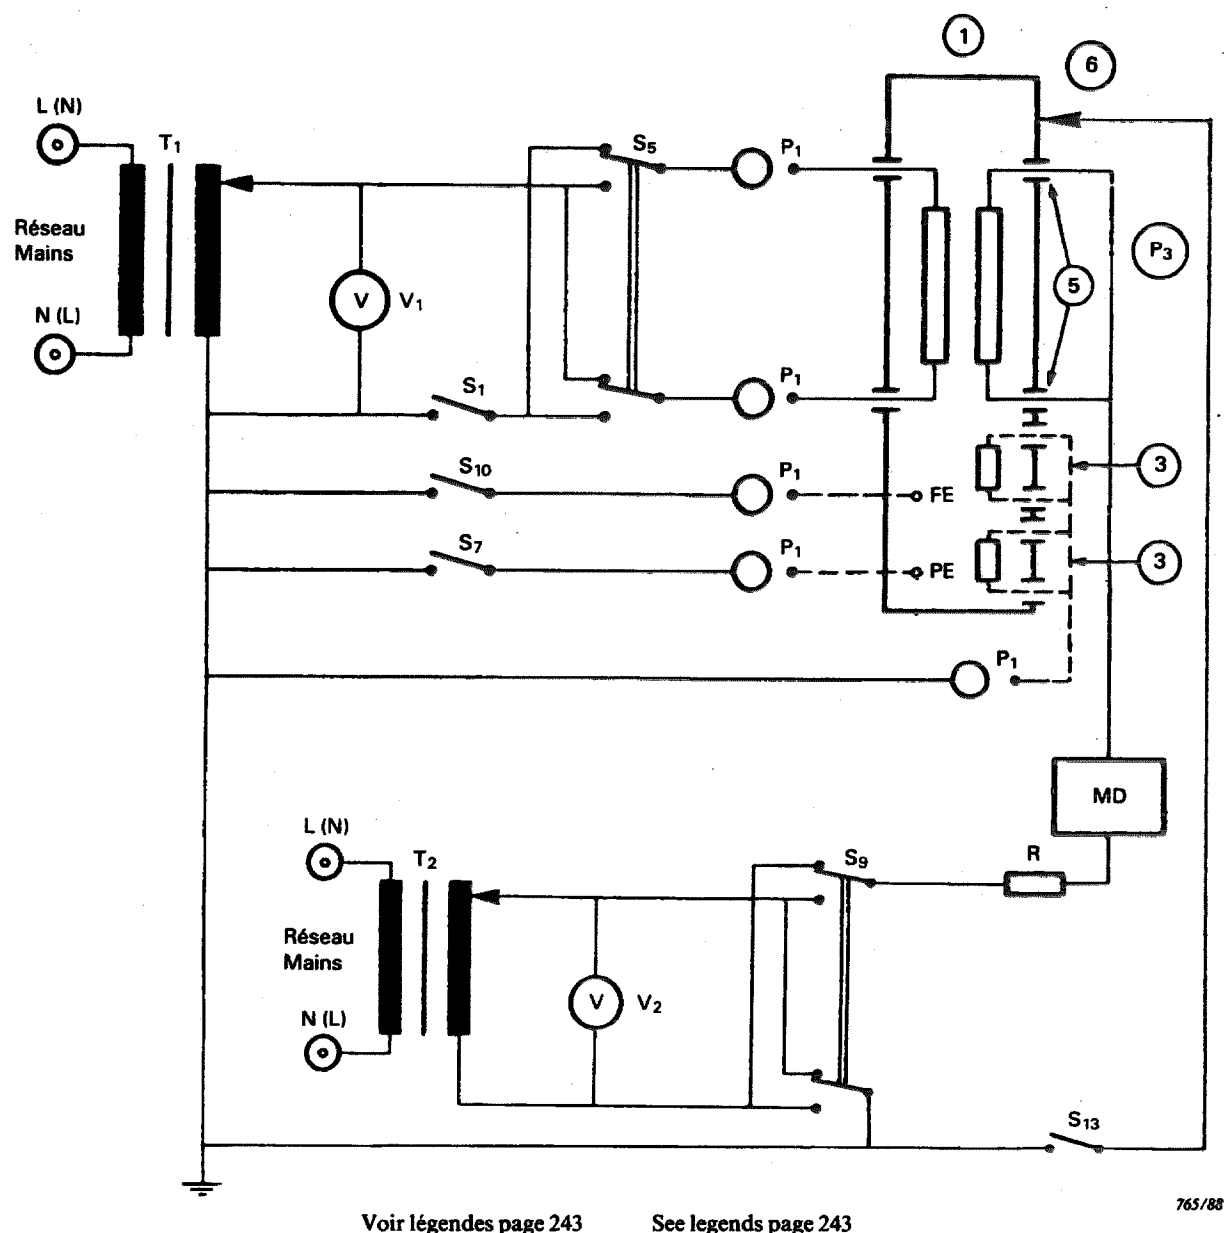 1
6
L (N)
T1
S5
P1
Réseau
Mains
P3
V
V1
5
N (L)
S1
P1
S10
P1
FE
3
S7
P1
PE
3
P1
MD
L (N)
T2
S9
R
Réseau
Mains
V
V2
N (L)
S13
765/88
Voir légendes page 243 See legends page 243